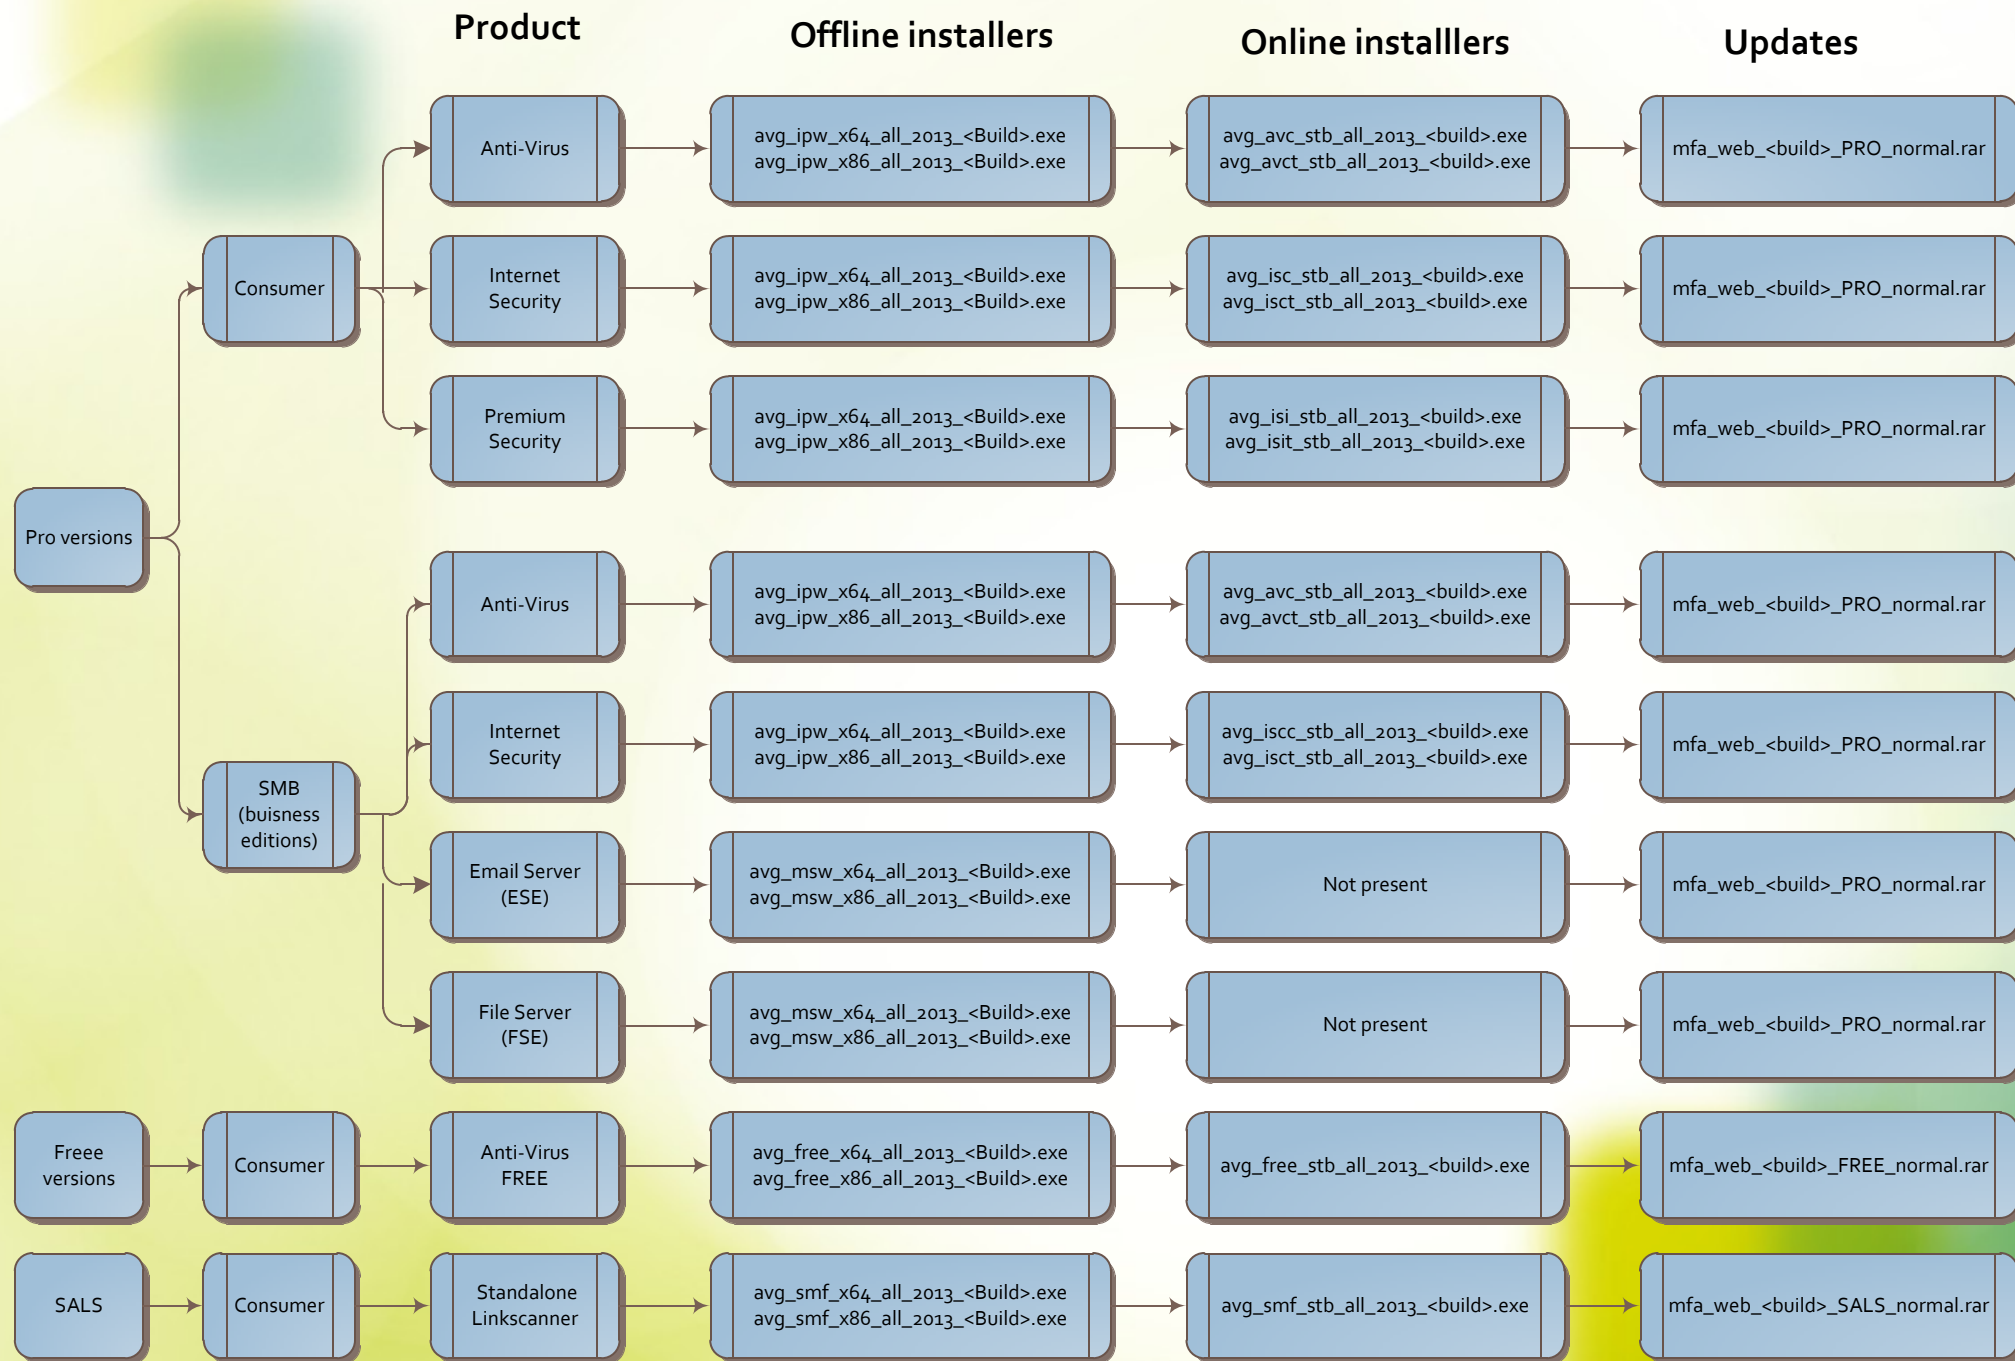 Product
Offline installers
Online installlers
Updates
Anti-Virus
avg_ipw_x64_all_2013_<Build>.exe
avg_ipw_x86_all_2013_<Build>.exe
avg_avc_stb_all_2013_<build>.exe
avg_avct_stb_all_2013_<build>.exe
mfa_web_<build>_PRO_normal.rar
Consumer
Internet
Security
avg_ipw_x64_all_2013_<Build>.exe
avg_ipw_x86_all_2013_<Build>.exe
avg_isc_stb_all_2013_<build>.exe
avg_isct_stb_all_2013_<build>.exe
mfa_web_<build>_PRO_normal.rar
Premium
Security
avg_ipw_x64_all_2013_<Build>.exe
avg_ipw_x86_all_2013_<Build>.exe
avg_isi_stb_all_2013_<build>.exe
avg_isit_stb_all_2013_<build>.exe
mfa_web_<build>_PRO_normal.rar
Pro versions
Anti-Virus
avg_ipw_x64_all_2013_<Build>.exe
avg_ipw_x86_all_2013_<Build>.exe
avg_avc_stb_all_2013_<build>.exe
avg_avct_stb_all_2013_<build>.exe
mfa_web_<build>_PRO_normal.rar
Internet
Security
avg_ipw_x64_all_2013_<Build>.exe
avg_ipw_x86_all_2013_<Build>.exe
avg_iscc_stb_all_2013_<build>.exe
avg_isct_stb_all_2013_<build>.exe
mfa_web_<build>_PRO_normal.rar
SMB
(buisness
editions)
Email Server
(ESE)
avg_msw_x64_all_2013_<Build>.exe
avg_msw_x86_all_2013_<Build>.exe
Not present
mfa_web_<build>_PRO_normal.rar
File Server
(FSE)
avg_msw_x64_all_2013_<Build>.exe
avg_msw_x86_all_2013_<Build>.exe
Not present
mfa_web_<build>_PRO_normal.rar
Freee
versions
Consumer
Anti-Virus
FREE
avg_free_x64_all_2013_<Build>.exe
avg_free_x86_all_2013_<Build>.exe
avg_free_stb_all_2013_<build>.exe
mfa_web_<build>_FREE_normal.rar
SALS
Consumer
Standalone
Linkscanner
avg_smf_x64_all_2013_<Build>.exe
avg_smf_x86_all_2013_<Build>.exe
avg_smf_stb_all_2013_<build>.exe
mfa_web_<build>_SALS_normal.rar